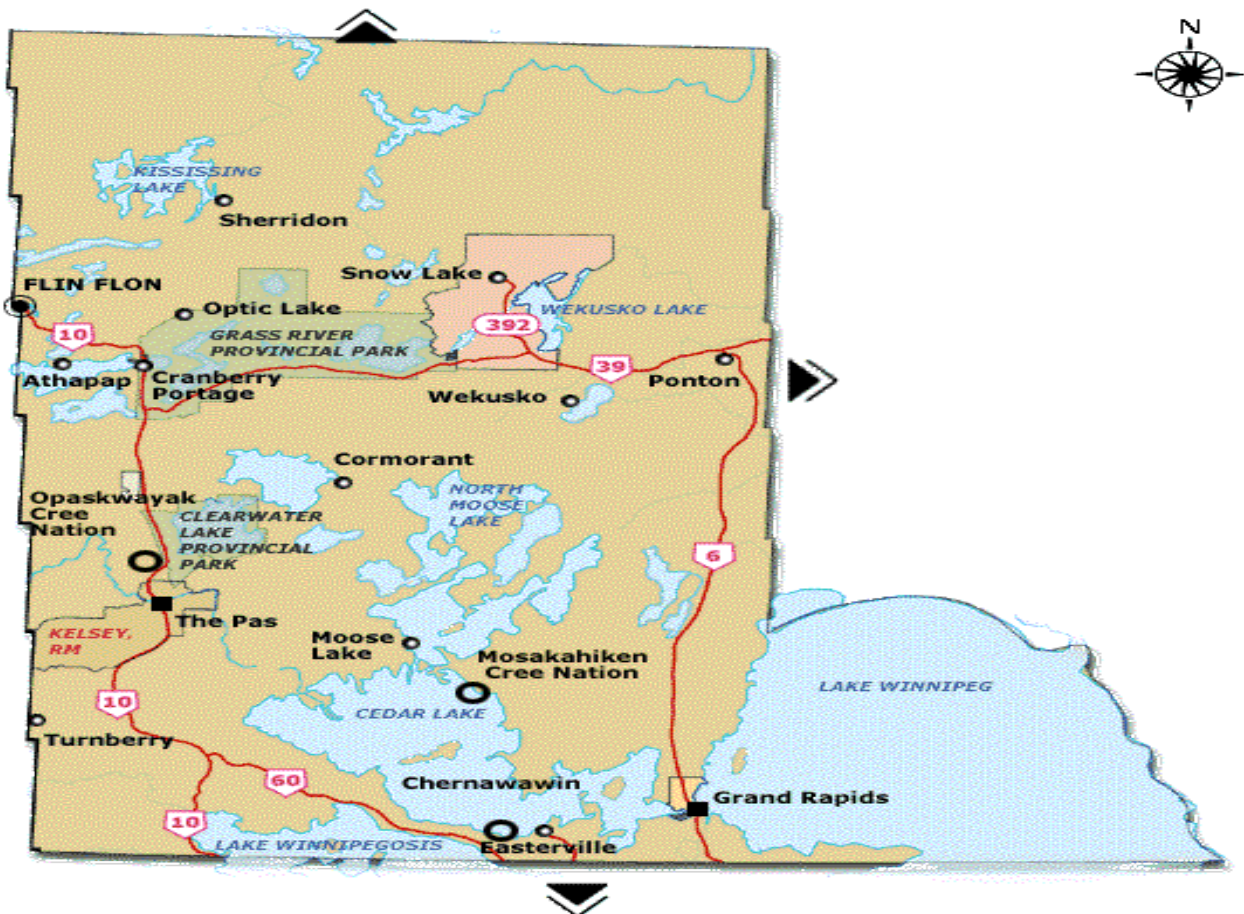 N
KISSISSING
LAKE
Sherridon
Snow Lake
FLIN FLON
Optic Lake
WEKUSKO LAKE
392
10
GRASS RIVER
PROVINCIAL PARK
39
Athapap
Cranberry
Portage
Ponton
Wekusko
Cormorant
Opaskwayak
Cree
Nation
NORTH
MOOSE
LAKE
CLEARWATER
LAKE
PROVINCIAL
PARK
6
The Pas
KELSEY,
RM
Moose
Lake
Mosakahiken
Cree Nation
LAKE WINNIPEG
10
CEDAR LAKE
Turnberry
60
Chernawawin
Grand Rapids
10
LAKE WINNIPEGOSIS
Easterville